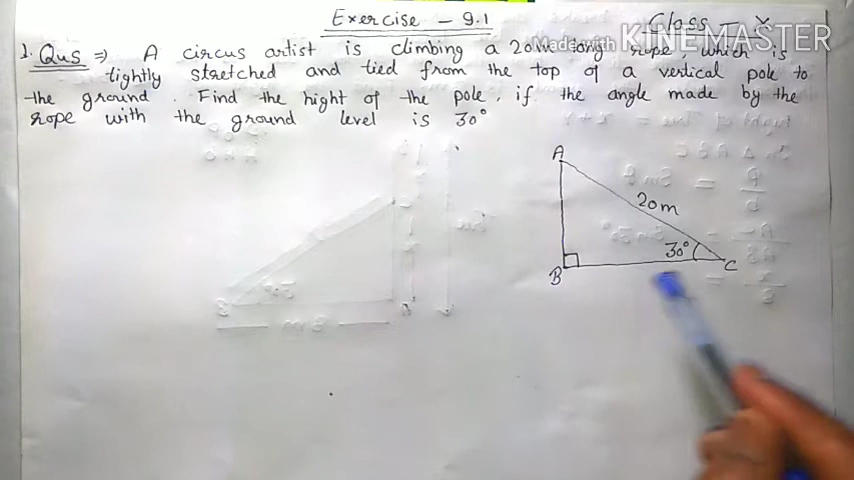 Exercise - 9.1
Class - X
Made with KINEMASTER
1. Qus ⇒ A circus artist is climbing a 20m long rope, which is
tightly stretched and tied from the top of a vertical pole to
the ground. Find the hight of the pole, if the angle made by the
rope with the ground level is 30°
A
20m
30°
B
C